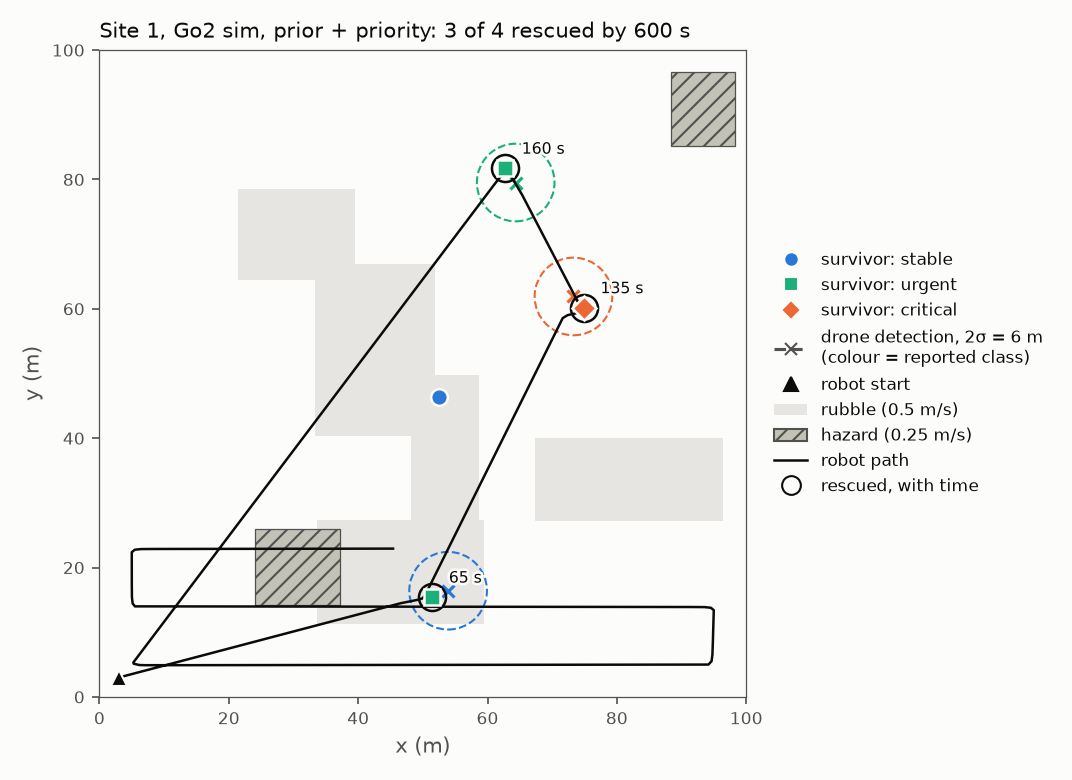 Site 1, Go2 sim, prior + priority: 3 of 4 rescued by 600 s
100
80
60
40
20
0
y (m)
0
20
40
60
80
100
x (m)
160 s
135 s
65 s
survivor: stable
survivor: urgent
survivor: critical
drone detection, 2σ = 6 m
(colour = reported class)
robot start
rubble (0.5 m/s)
hazard (0.25 m/s)
robot path
rescued, with time